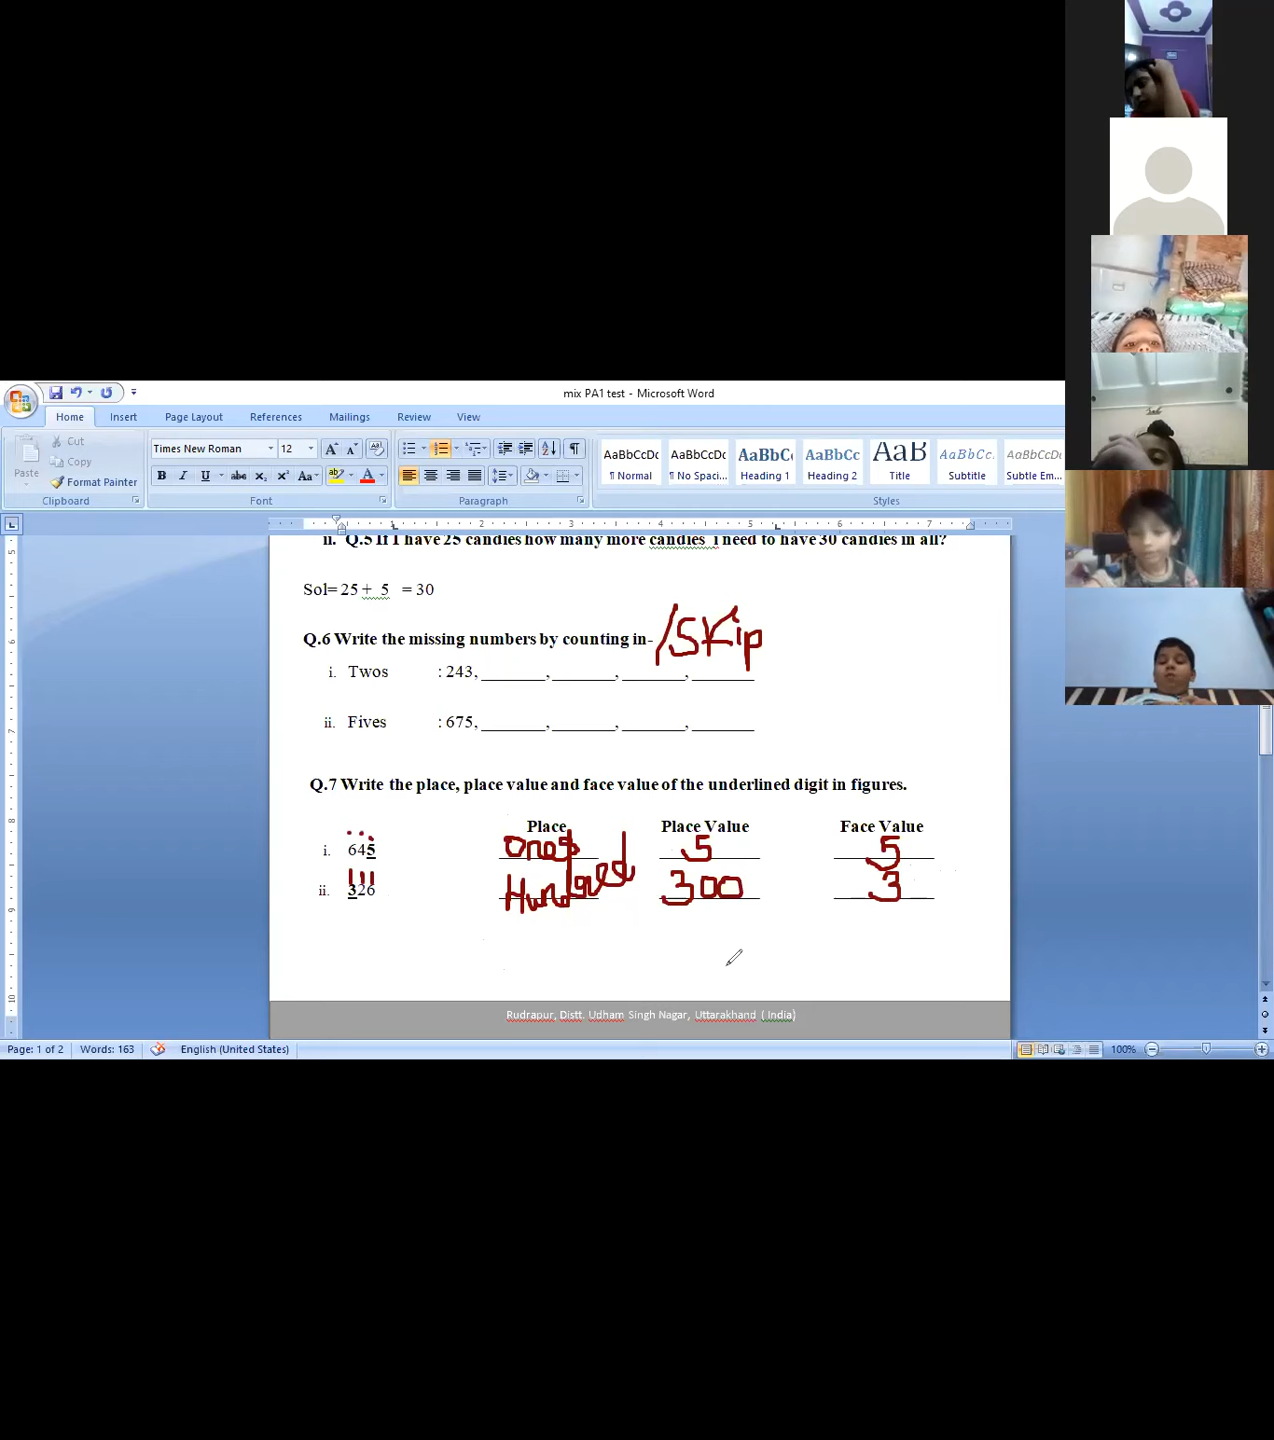 mix PA1 test - Microsoft Word
Home Insert Page Layout References Mailings Review View
Cut
Copy
Paste
Format Painter
Times New Roman 12
AaBbCcDc AaBbCcDc AaBbCc AaBbCc AaB AaBbCc. AaBbCcDc
¶ Normal ¶ No Spaci... Heading 1 Heading 2 Title Subtitle Subtle Em...
Clipboard Font Paragraph Styles
1 2 3 4 5 6 7
ii. Q.5 If I have 25 candies how many more candies i need to have 30 candies in all?
Sol= 25 + 5 = 30
Q.6 Write the missing numbers by counting in- /SKip
i. Twos : 243, _______, _______, _______, _______
ii. Fives : 675, _______, _______, _______, _______
Q.7 Write the place, place value and face value of the underlined digit in figures.
Place Place Value Face Value
i. 645 Ones 5 5
ii. 326 Hundred 300 3
Rudrapur, Distt. Udham Singh Nagar, Uttarakhand ( India)
Page: 1 of 2 Words: 163 English (United States) 100%